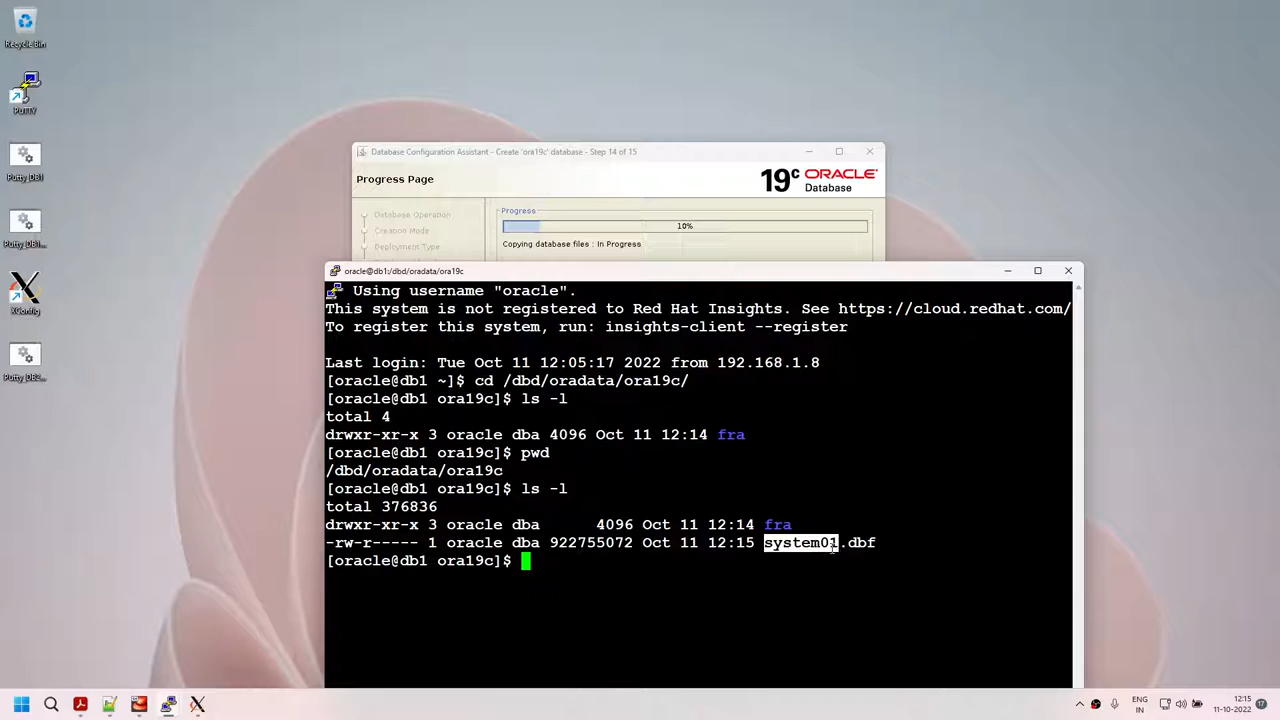 Recycle Bin
PuTTY
Putty DB1
Putty DB1...
XConfig
Putty DB2...
Database Configuration Assistant - Create 'ora19c' database - Step 14 of 15
Progress Page
19c ORACLE
Database
Database Operation
Creation Mode
Deployment Type
Progress
10%
Copying database files : In Progress
oracle@db1:/dbd/oradata/ora19c
Using username "oracle".
This system is not registered to Red Hat Insights. See https://cloud.redhat.com/
To register this system, run: insights-client --register
Last login: Tue Oct 11 12:05:17 2022 from 192.168.1.8
[oracle@db1 ~]$ cd /dbd/oradata/ora19c/
[oracle@db1 ora19c]$ ls -l
total 4
drwxr-xr-x 3 oracle dba 4096 Oct 11 12:14 fra
[oracle@db1 ora19c]$ pwd
/dbd/oradata/ora19c
[oracle@db1 ora19c]$ ls -l
total 376836
drwxr-xr-x 3 oracle dba      4096 Oct 11 12:14 fra
-rw-r----- 1 oracle dba 922755072 Oct 11 12:15 system01.dbf
[oracle@db1 ora19c]$
ENG
IN
12:15
11-10-2022
17